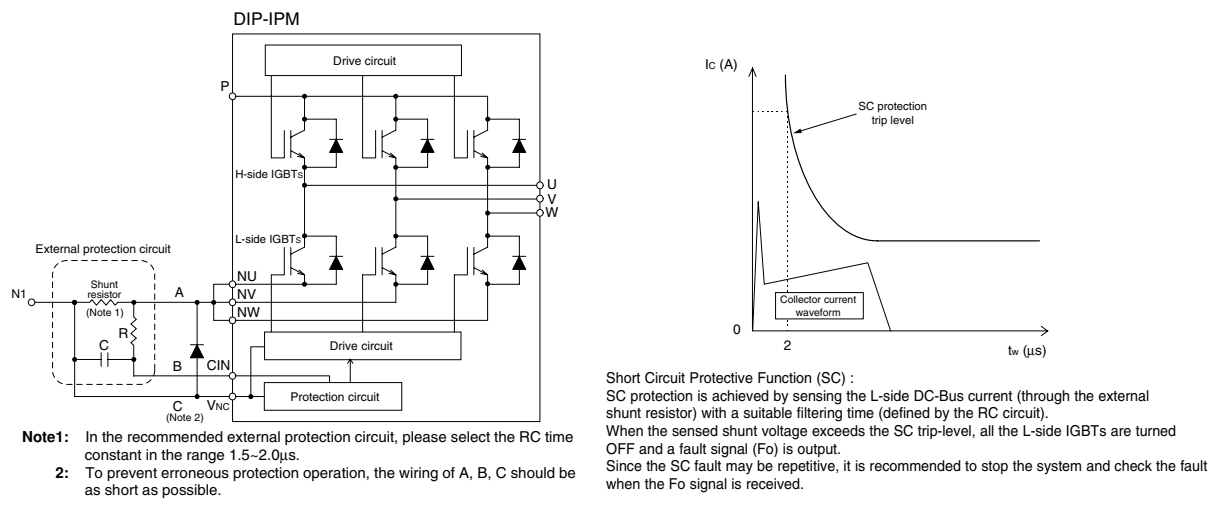 DIP-IPM
Drive circuit
P
H-side IGBTs
U
V
W
L-side IGBTs
External protection circuit
NU
N1
Shunt
resistor
(Note 1)
A
NV
NW
R
C
Drive circuit
B
CIN
Protection circuit
C
(Note 2)
VNC
Note1: In the recommended external protection circuit, please select the RC time
constant in the range 1.5~2.0μs.
2: To prevent erroneous protection operation, the wiring of A, B, C should be
as short as possible.
IC (A)
SC protection
trip level
Collector current
waveform
0
2
tw (μs)
Short Circuit Protective Function (SC) :
SC protection is achieved by sensing the L-side DC-Bus current (through the external
shunt resistor) with a suitable filtering time (defined by the RC circuit).
When the sensed shunt voltage exceeds the SC trip-level, all the L-side IGBTs are turned
OFF and a fault signal (Fo) is output.
Since the SC fault may be repetitive, it is recommended to stop the system and check the fault
when the Fo signal is received.